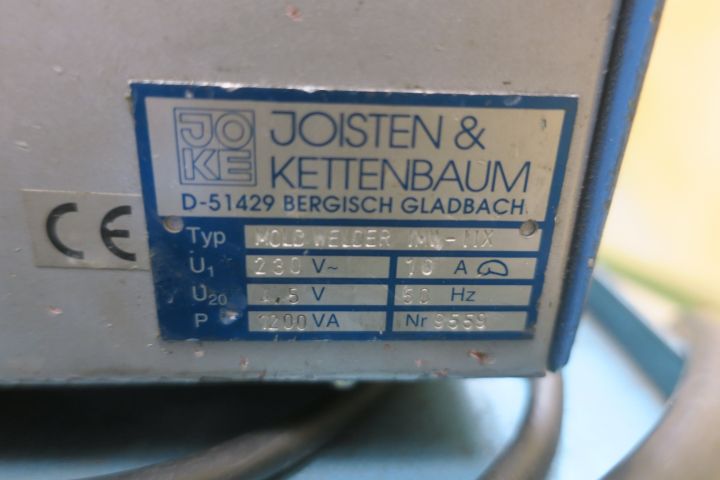 JO
KE
JOISTEN &
KETTENBAUM
D-51429 BERGISCH GLADBACH
CE
Typ MOLD WELDER
U1 230 V~ 10 A
U20 V 50 Hz
P 1200 VA Nr 9559